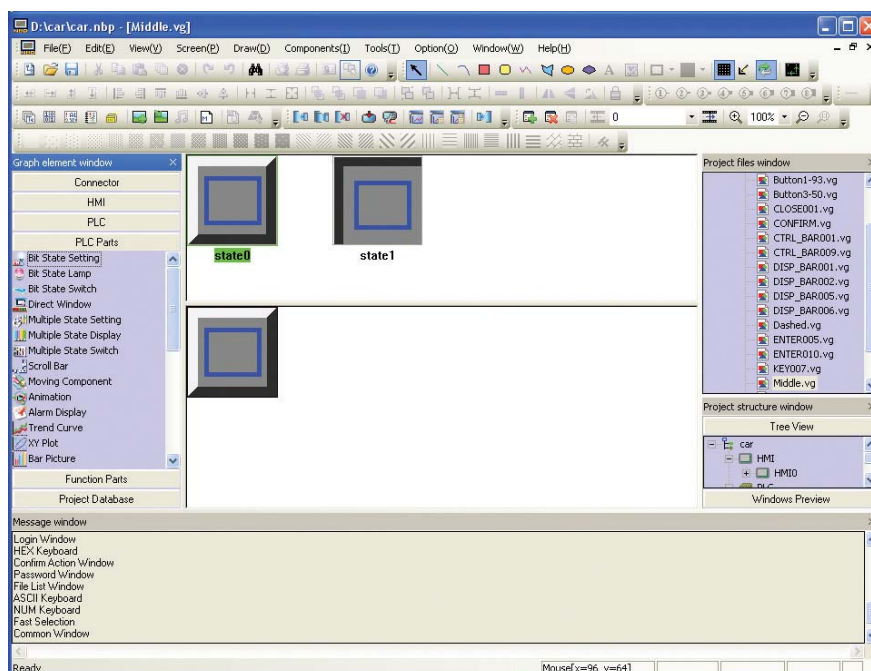 D:\car\car.nbp - [Middle.vg]
File(F) Edit(E) View(V) Screen(P) Draw(D) Components(I) Tools(T) Option(O) Window(W) Help(H)
0 100%
Graph element window
Connector
HMI
PLC
PLC Parts
Bit State Setting
Bit State Lamp
Bit State Switch
Direct Window
Multiple State Setting
Multiple State Display
Multiple State Switch
Scroll Bar
Moving Component
Animation
Alarm Display
Trend Curve
XY Plot
Bar Picture
Function Parts
Project Database
state0 state1
Project files window
Button1-93.vg
Button3-50.vg
CLOSE001.vg
CONFIRM.vg
CTRL_BAR001.vg
CTRL_BAR009.vg
DISP_BAR001.vg
DISP_BAR002.vg
DISP_BAR005.vg
DISP_BAR006.vg
Dashed.vg
ENTER005.vg
ENTER010.vg
KEY007.vg
Middle.vg
Project structure window
Tree View
car
HMI
HMI0
PLC
Windows Preview
Message window
Login Window
HEX Keyboard
Confirm Action Window
Password Window
File List Window
ASCII Keyboard
NUM Keyboard
Fast Selection
Common Window
Ready Mouse[x=96 y=64]